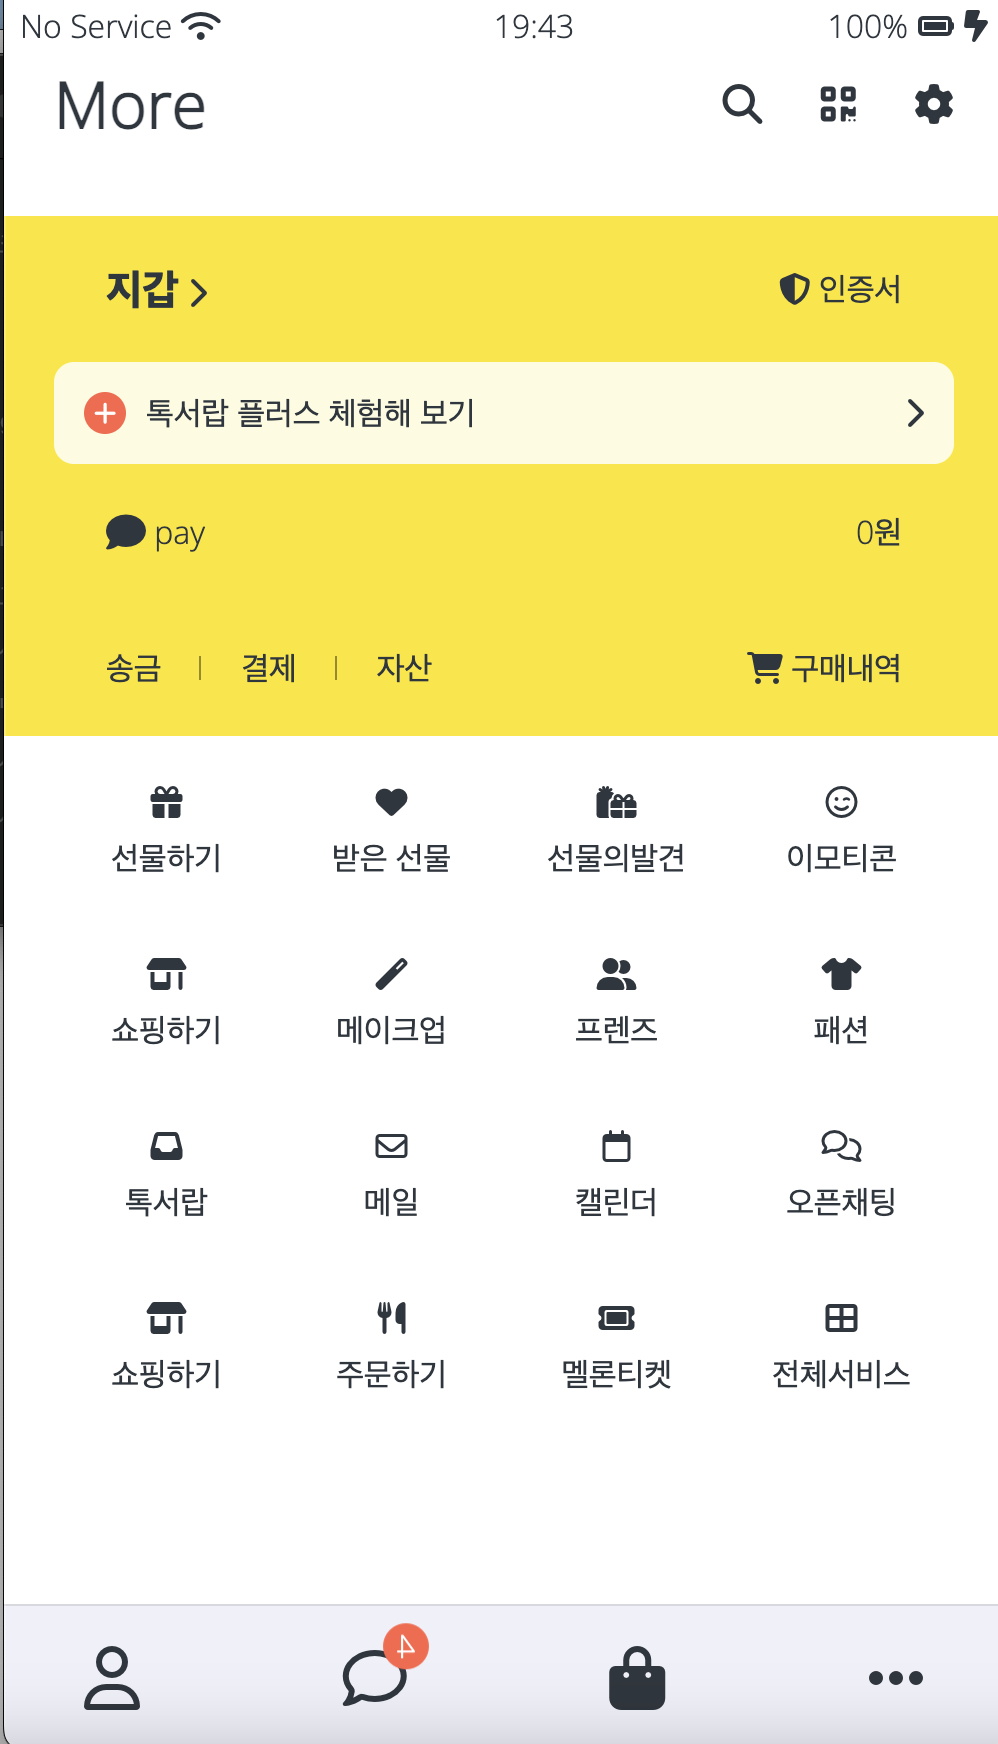 No Service 19:43 100%
More
지갑 인증서
톡서랍 플러스 체험해 보기
pay 0원
송금 결제 자산 구매내역
선물하기 받은 선물 선물의발견 이모티콘
쇼핑하기 메이크업 프렌즈 패션
톡서랍 메일 캘린더 오픈채팅
쇼핑하기 주문하기 멜론티켓 전체서비스
4